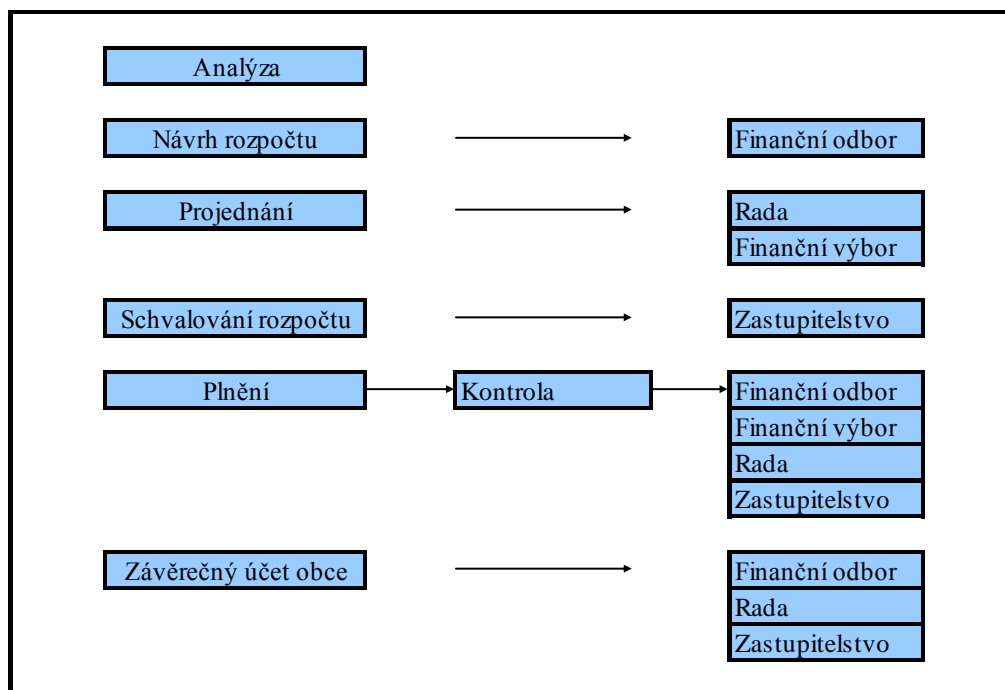 Analýza
Návrh rozpočtu
Finanční odbor
Projednání
Rada
Finanční výbor
Schvalování rozpočtu
Zastupitelstvo
Plnění
Kontrola
Finanční odbor
Finanční výbor
Rada
Zastupitelstvo
Závěrečný účet obce
Finanční odbor
Rada
Zastupitelstvo